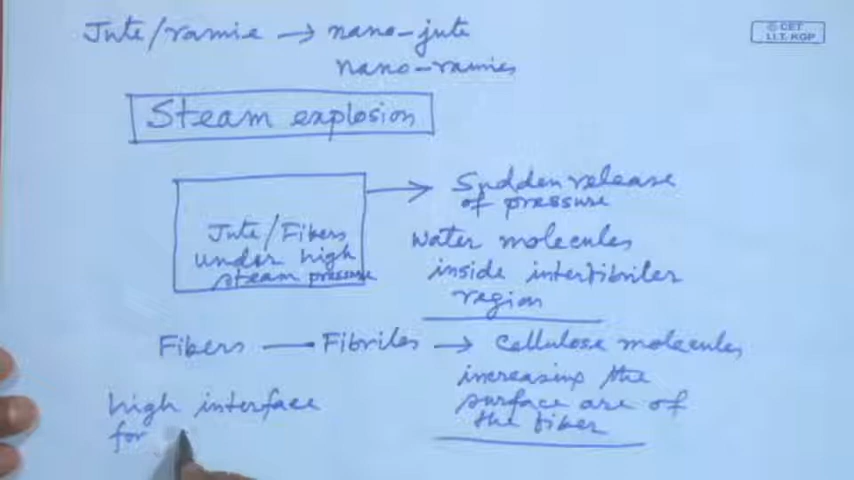 Jute/ramie → nano-jute
© CET
I.I.T. KGP
nano-ramies
Steam explosion
Sudden release
of pressure
Jute/Fibers
under high
steam pressure
water molecules
inside interfibriler
region
Fibers — Fibriles → Cellulose molecules
increasing the
surface are of
the fiber
high interface
for